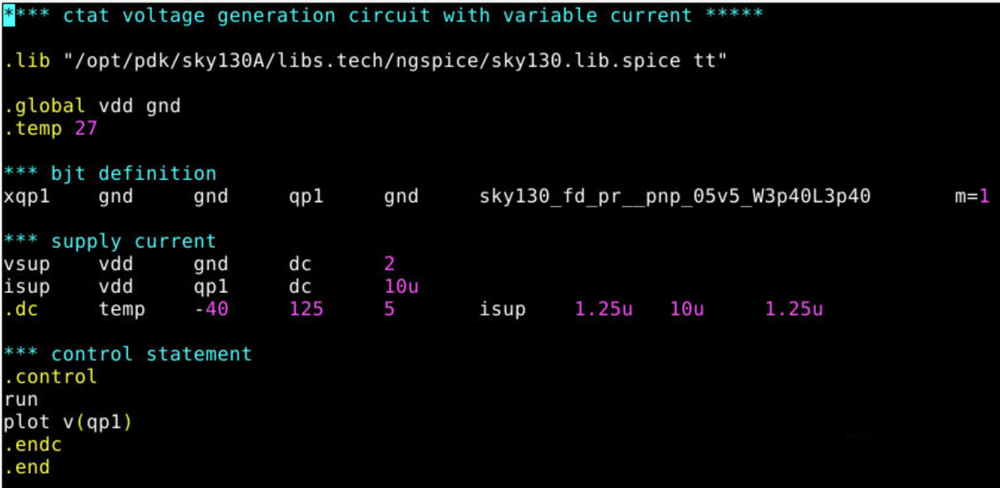 **** ctat voltage generation circuit with variable current *****
.lib "/opt/pdk/sky130A/libs.tech/ngspice/sky130.lib.spice tt"
.global vdd gnd
.temp 27
*** bjt definition
xqp1 gnd gnd qp1 gnd sky130_fd_pr__pnp_05v5_W3p40L3p40 m=1
*** supply current
vsup vdd gnd dc 2
isup vdd qp1 dc 10u
.dc temp -40 125 5 isup 1.25u 10u 1.25u
*** control statement
.control
run
plot v(qp1)
.endc
.end